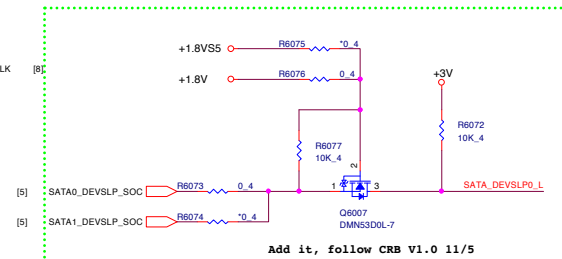 +1.8VS5 R6075 *0_4
LK [8] +1.8V R6076 0_4 +3V
R6077
10K_4
R6072
10K_4
2
[5] SATA0_DEVSLP_SOC R6073 0_4 1 3 SATA_DEVSLP0_L
[5] SATA1_DEVSLP_SOC R6074 *0_4
Q6007
DMN53D0L-7
Add it, follow CRB V1.0 11/5